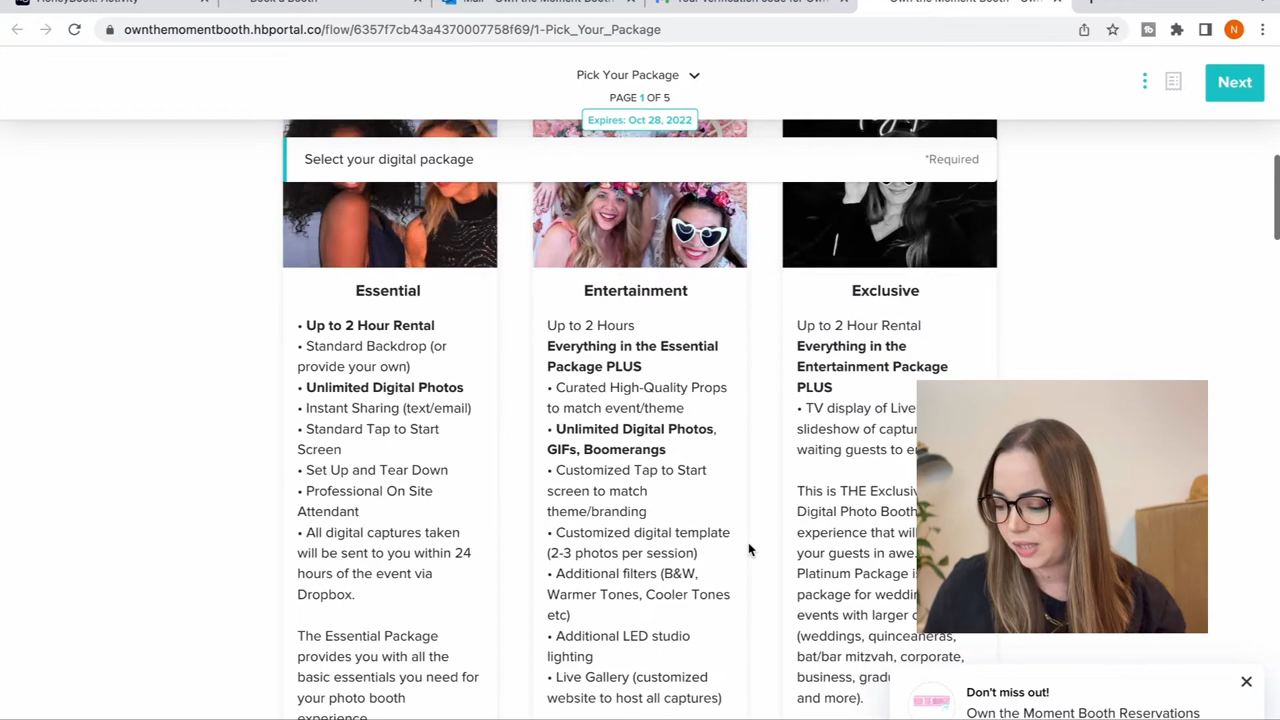 ownthemomentbooth.hbportal.co/flow/6357f7cb43a4370007758f69/1-Pick_Your_Package
N
Pick Your Package
PAGE 1 OF 5
Expires: Oct 28, 2022
Next
Select your digital package
*Required
Essential
• Up to 2 Hour Rental
• Standard Backdrop (or
provide your own)
• Unlimited Digital Photos
• Instant Sharing (text/email)
• Standard Tap to Start
Screen
• Set Up and Tear Down
• Professional On Site
Attendant
• All digital captures taken
will be sent to you within 24
hours of the event via
Dropbox.
The Essential Package
provides you with all the
basic essentials you need for
your photo booth
experience
Entertainment
Up to 2 Hours
Everything in the Essential
Package PLUS
• Curated High-Quality Props
to match event/theme
• Unlimited Digital Photos,
GIFs, Boomerangs
• Customized Tap to Start
screen to match
theme/branding
• Customized digital template
(2-3 photos per session)
• Additional filters (B&W,
Warmer Tones, Cooler Tones
etc)
• Additional LED studio
lighting
• Live Gallery (customized
website to host all captures)
Exclusive
Up to 2 Hour Rental
Everything in the
Entertainment Package
PLUS
• TV display of Live
slideshow of
waiting guests to
This is THE
Digital Photo
experience that will
your guests in awe.
Platinum Package
package for
events with larger
(weddings, quinceaneras,
bat/bar mitzvah, corporate,
business,
and more).
Don't miss out!
Own the Moment Booth Reservations